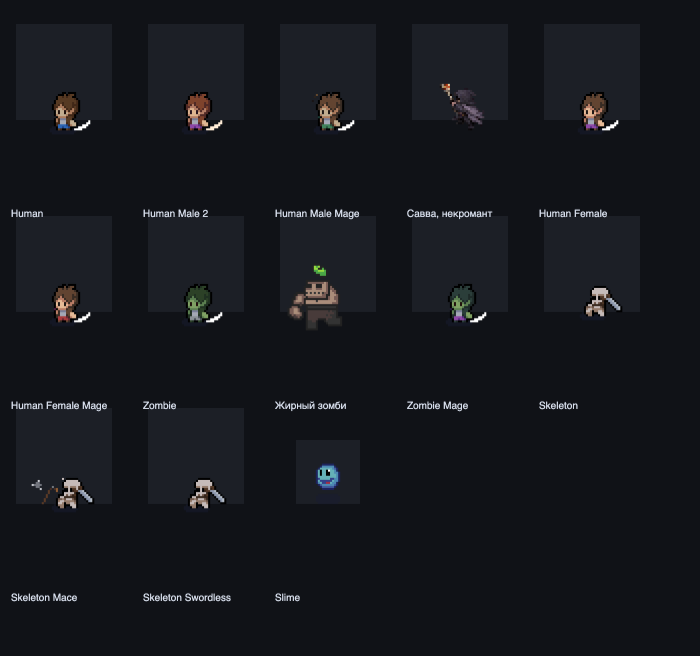 Human
Human Male 2
Human Male Mage
Савва, некромант
Human Female
Human Female Mage
Zombie
Жирный зомби
Zombie Mage
Skeleton
Skeleton Mace
Skeleton Swordless
Slime